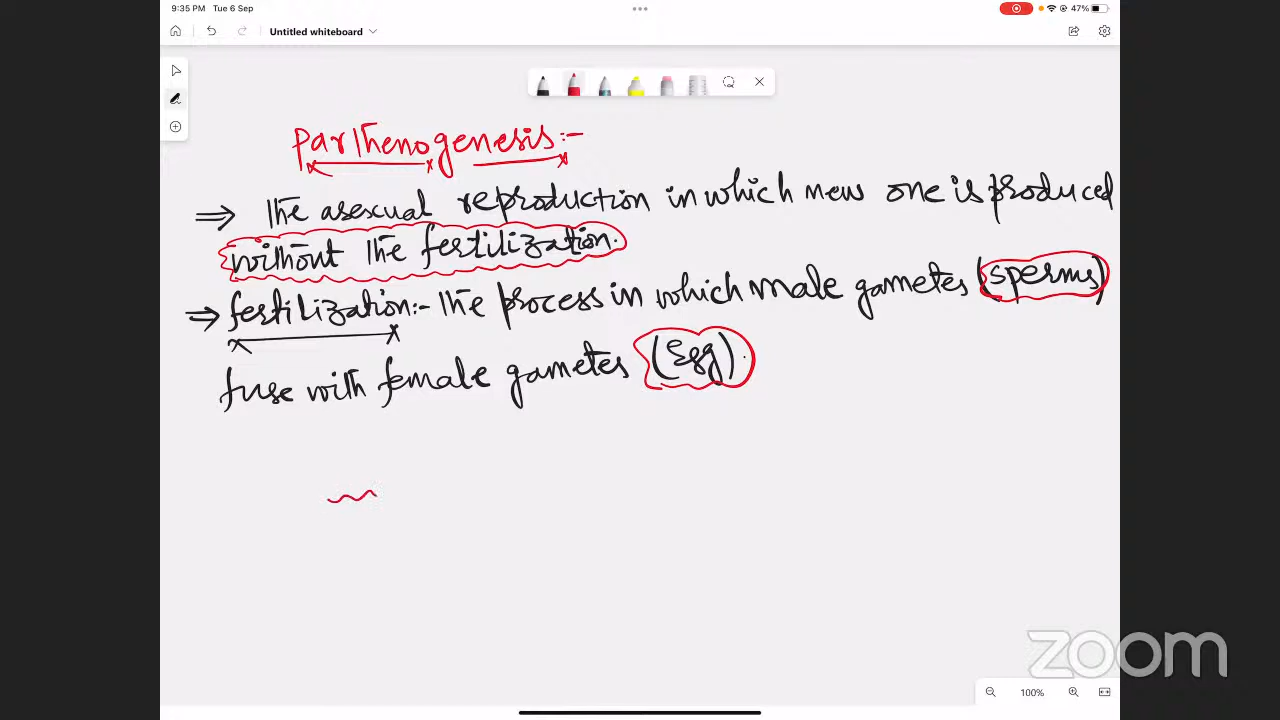 9:35 PM Tue 6 Sep
47%
Untitled whiteboard
Parthenogenesis:-
⇒ The asexual reproduction in which new one is produced
without the fertilization.
⇒ fertilization:- The process in which male gametes (sperms)
fuse with female gametes (Egg).
zoom
100%